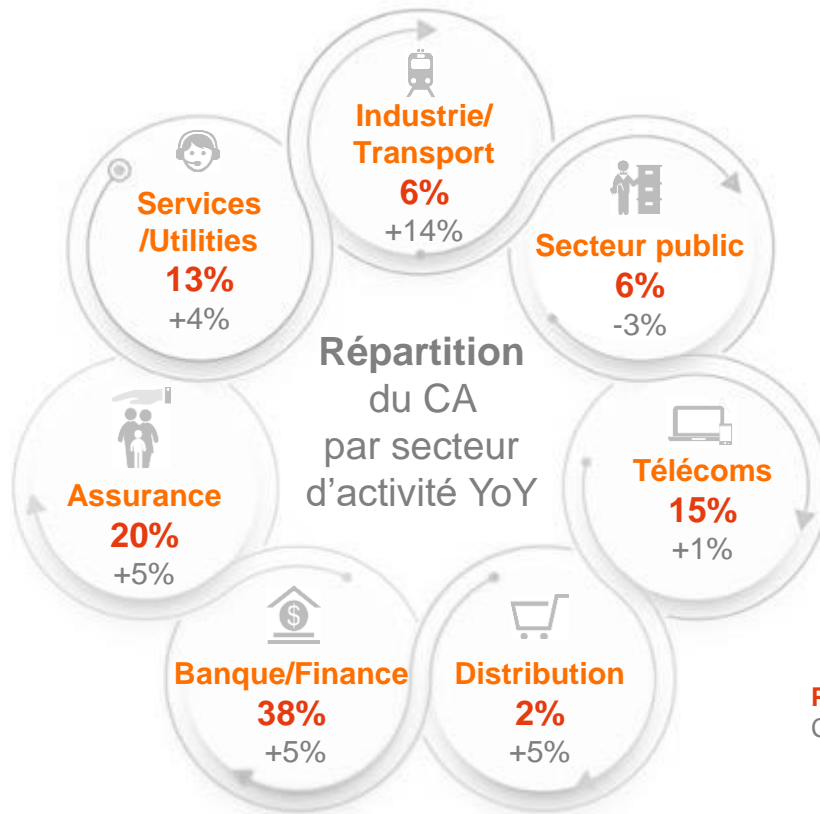 Industrie/
Transport
6%
+14%
Services
/Utilities
13%
+4%
Secteur public
6%
-3%
Répartition
du CA
par secteur
d'activité YoY
Assurance
20%
+5%
Télécoms
15%
+1%
Banque/Finance
38%
+5%
Distribution
2%
+5%